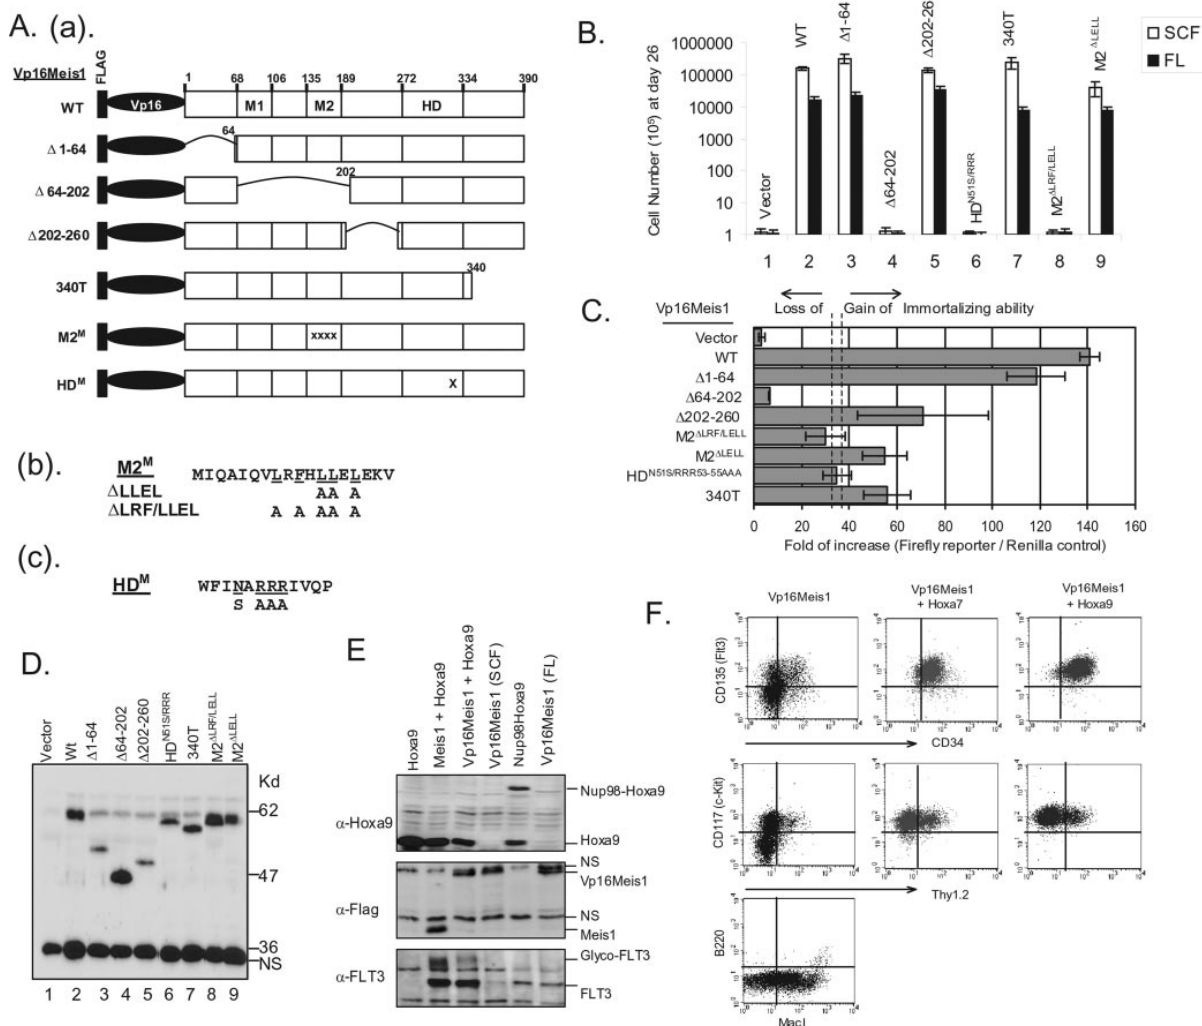 A. (a).
Vp16Meis1
FLAG
1 68 106 135 189 272 334 390
WT Vp16 M1 M2 HD
Δ 1-64 64
Δ 64-202 202
Δ202-260
340T 340
M2M xxxx
HDM X
(b).
M2M MIQAIQVLRFHLLELEKV
ΔLLEL AA A
ΔLRF/LLEL A A AA A
(c).
HDM WFINARRRIVQP
S AAA
B.
SCF
FL
Cell Number (10⁵) at day 26
1000000
100000
10000
1000
100
10
1
Vector
WT
Δ1-64
Δ64-202
Δ202-26
HDN51S/RRR
340T
M2ΔLRF/LELL
M2ΔLELL
1 2 3 4 5 6 7 8 9
C.
Vp16Meis1
Loss of Gain of Immortalizing ability
Vector
WT
Δ1-64
Δ64-202
Δ202-260
M2ΔLRF/LELL
M2ΔLELL
HDN51S/RRR53-55AAA
340T
0 20 40 60 80 100 120 140 160
Fold of increase (Firefly reporter / Renilla control)
D.
Vector
Wt
Δ1-64
Δ64-202
Δ202-260
HDN51S/RRR
340T
M2ΔLRF/LELL
M2ΔLELL
Kd
62
47
36
NS
1 2 3 4 5 6 7 8 9
E
Hoxa9
Meis1 + Hoxa9
Vp16Meis1 + Hoxa9
Vp16Meis1 (SCF)
Nup98Hoxa9
Vp16Meis1 (FL)
α-Hoxa9
Nup98-Hoxa9
Hoxa9
α-Flag
NS
Vp16Meis1
NS
Meis1
α-FLT3
Glyco-FLT3
FLT3
F.
Vp16Meis1
Vp16Meis1 + Hoxa7
Vp16Meis1 + Hoxa9
CD135 (Flt3)
CD34
CD117 (c-Kit)
Thy1.2
B220
Mac1